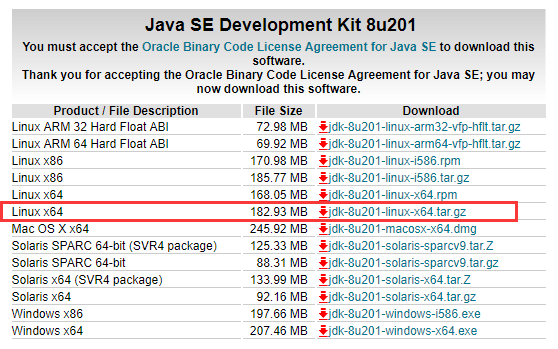 Java SE Development Kit 8u201
You must accept the Oracle Binary Code License Agreement for Java SE to download this
software.
Thank you for accepting the Oracle Binary Code License Agreement for Java SE; you may
now download this software.
Product / File Description File Size Download
Linux ARM 32 Hard Float ABI 72.98 MB jdk-8u201-linux-arm32-vfp-hflt.tar.gz
Linux ARM 64 Hard Float ABI 69.92 MB jdk-8u201-linux-arm64-vfp-hflt.tar.gz
Linux x86 170.98 MB jdk-8u201-linux-i586.rpm
Linux x86 185.77 MB jdk-8u201-linux-i586.tar.gz
Linux x64 168.05 MB jdk-8u201-linux-x64.rpm
Linux x64 182.93 MB jdk-8u201-linux-x64.tar.gz
Mac OS X x64 245.92 MB jdk-8u201-macosx-x64.dmg
Solaris SPARC 64-bit (SVR4 package) 125.33 MB jdk-8u201-solaris-sparcv9.tar.Z
Solaris SPARC 64-bit 88.31 MB jdk-8u201-solaris-sparcv9.tar.gz
Solaris x64 (SVR4 package) 133.99 MB jdk-8u201-solaris-x64.tar.Z
Solaris x64 92.16 MB jdk-8u201-solaris-x64.tar.gz
Windows x86 197.66 MB jdk-8u201-windows-i586.exe
Windows x64 207.46 MB jdk-8u201-windows-x64.exe